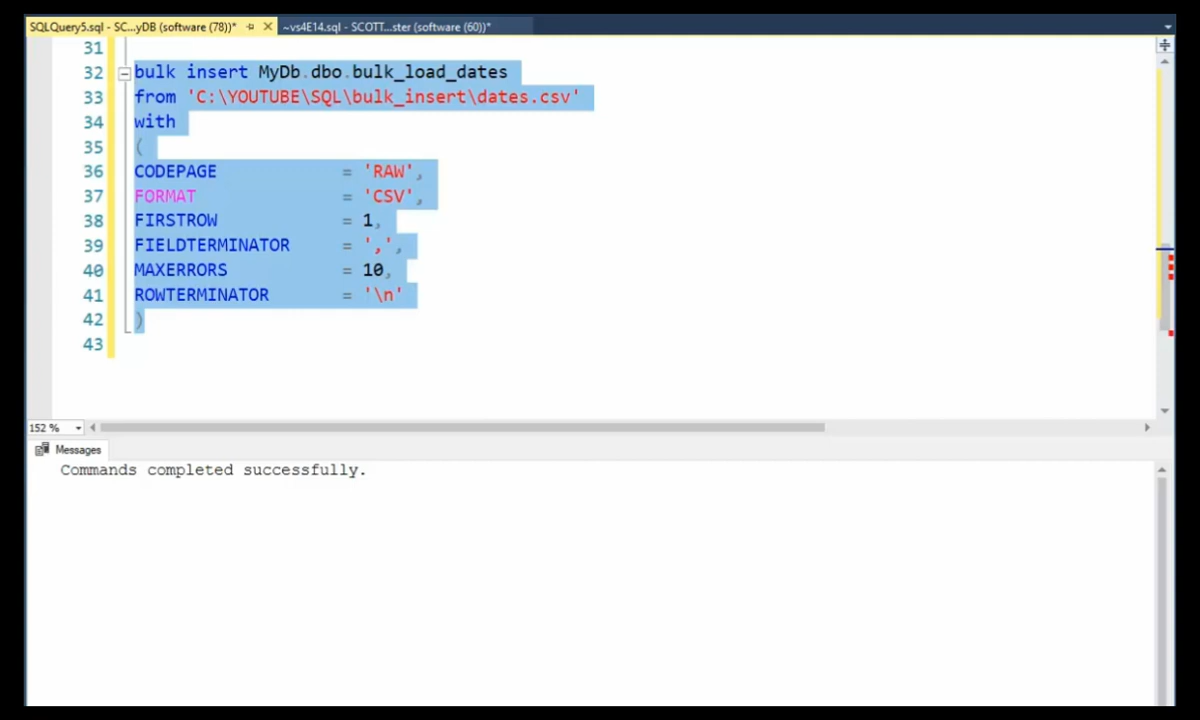 SQLQuery5.sql - SC...yDB (software (78))* ~vs4E14.sql - SCOTT...ster (software (60))*
31
32 bulk insert MyDb.dbo.bulk_load_dates
33 from 'C:\YOUTUBE\SQL\bulk_insert\dates.csv'
34 with
35 (
36 CODEPAGE = 'RAW',
37 FORMAT = 'CSV',
38 FIRSTROW = 1,
39 FIELDTERMINATOR = ',',
40 MAXERRORS = 10,
41 ROWTERMINATOR = '\n'
42 )
43
152 %
Messages
Commands completed successfully.